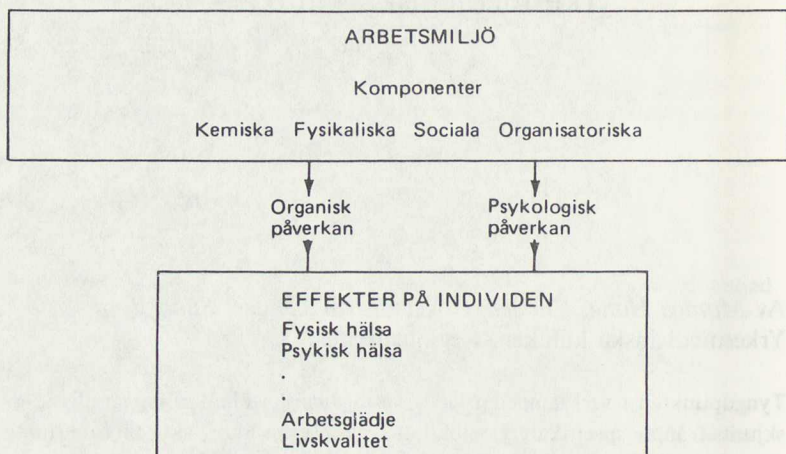 ARBETSMILJÖ
Komponenter
Kemiska Fysikaliska Sociala Organisatoriska
Organisk påverkan
Psykologisk påverkan
EFFEKTER PÅ INDIVIDEN
Fysisk hälsa
Psykisk hälsa
.
.
Arbetsglädje
Livskvalitet